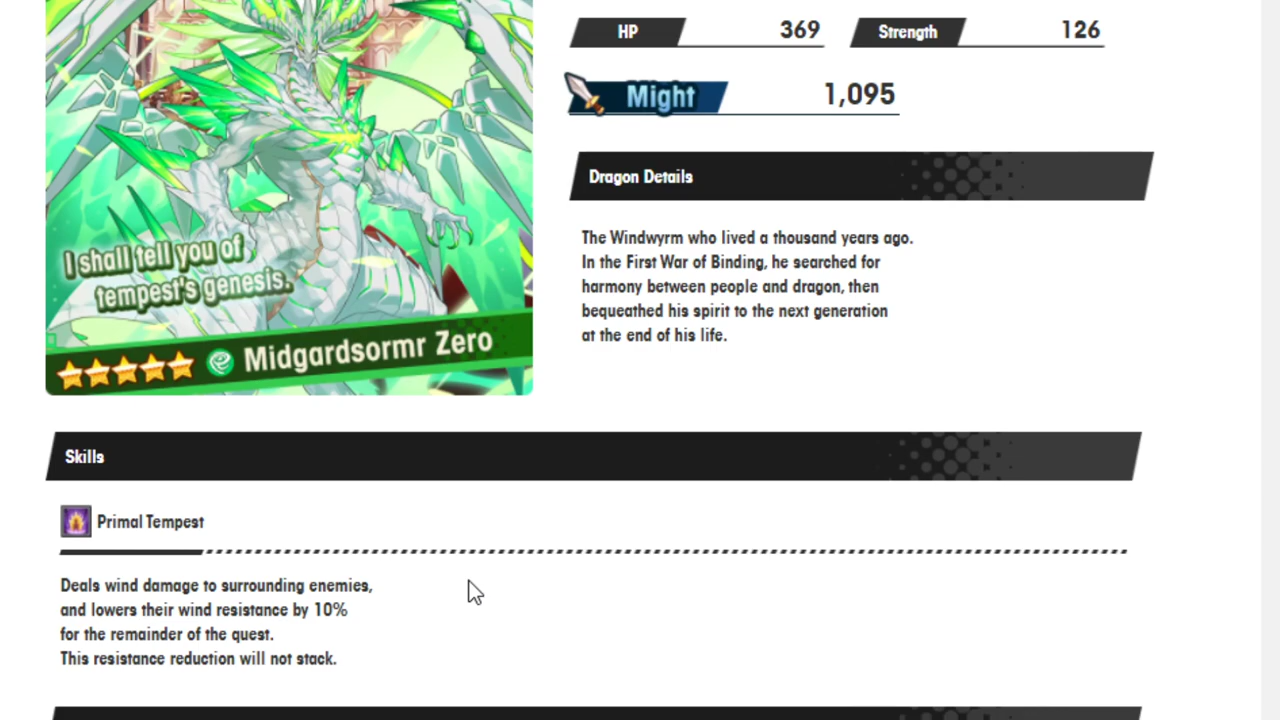 HP 369 Strength 126
Might 1,095
Dragon Details
The Windwyrm who lived a thousand years ago.
In the First War of Binding, he searched for
harmony between people and dragon, then
bequeathed his spirit to the next generation
at the end of his life.
I shall tell you of
tempest's genesis.
Midgardsormr Zero
Skills
Primal Tempest
Deals wind damage to surrounding enemies,
and lowers their wind resistance by 10%
for the remainder of the quest.
This resistance reduction will not stack.